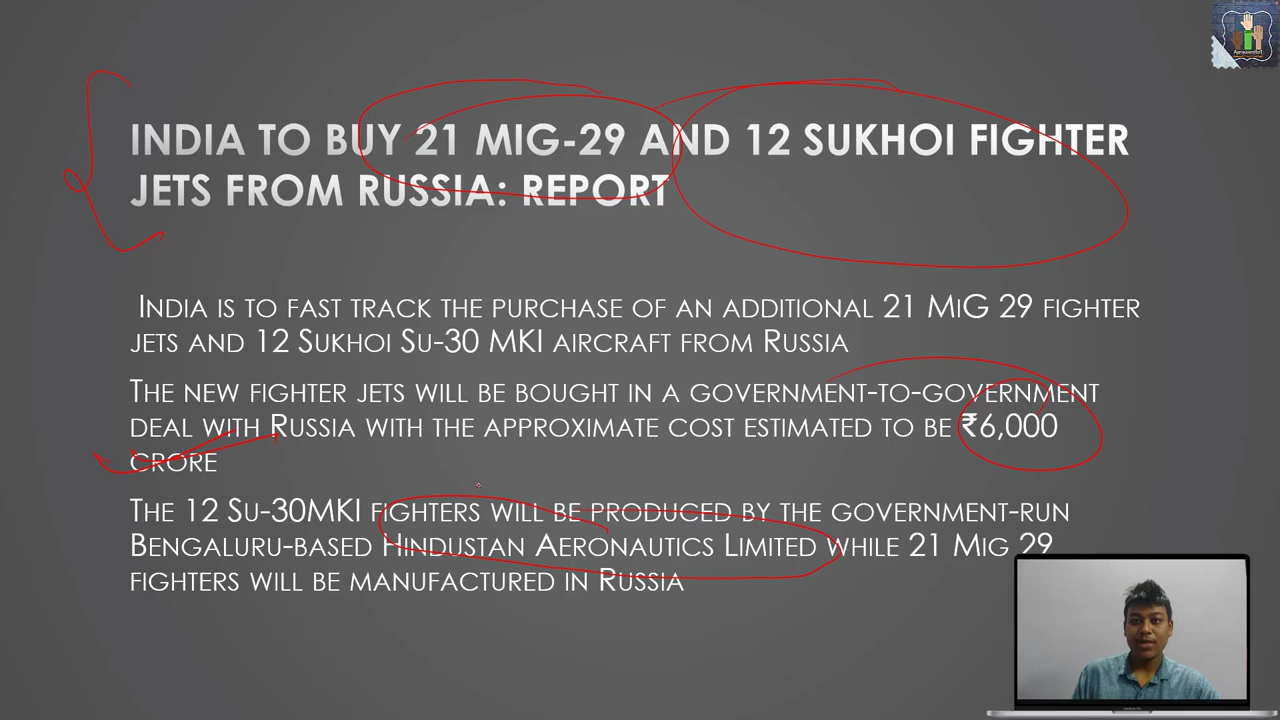 INDIA TO BUY 21 MIG-29 AND 12 SUKHOI FIGHTER
JETS FROM RUSSIA: REPORT
INDIA IS TO FAST TRACK THE PURCHASE OF AN ADDITIONAL 21 MIG 29 FIGHTER
JETS AND 12 SUKHOI SU-30 MKI AIRCRAFT FROM RUSSIA
THE NEW FIGHTER JETS WILL BE BOUGHT IN A GOVERNMENT-TO-GOVERNMENT
DEAL WITH RUSSIA WITH THE APPROXIMATE COST ESTIMATED TO BE ₹6,000
CRORE
THE 12 SU-30MKI FIGHTERS WILL BE PRODUCED BY THE GOVERNMENT-RUN
BENGALURU-BASED HINDUSTAN AERONAUTICS LIMITED WHILE 21 MIG 29
FIGHTERS WILL BE MANUFACTURED IN RUSSIA